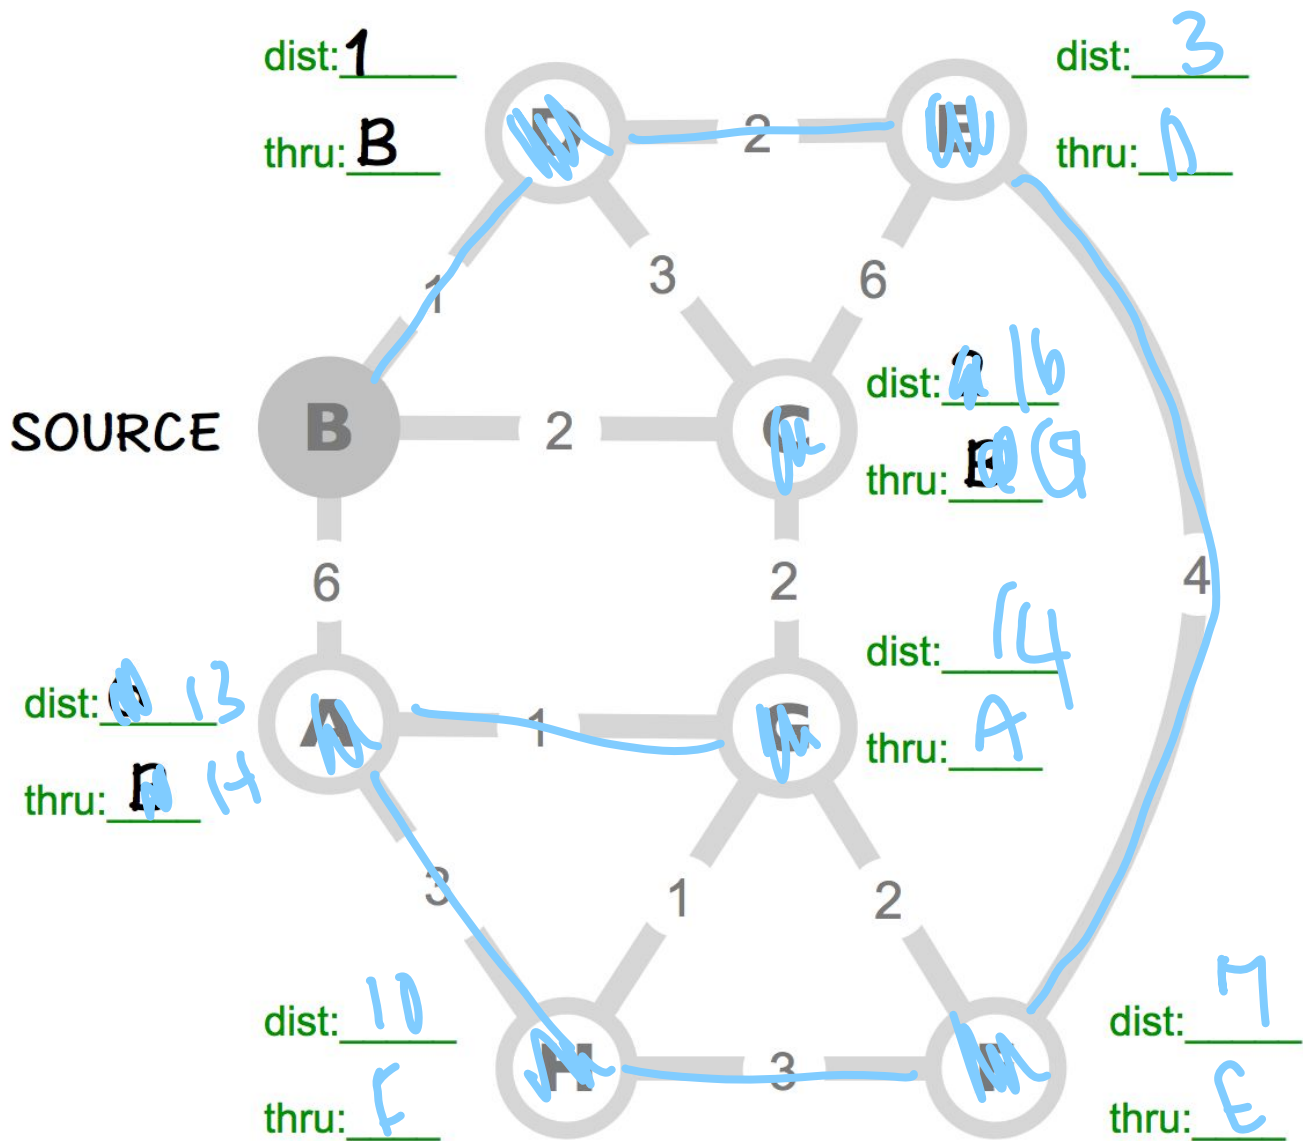 dist: 1
thru: B
D
2
E
dist: 3
thru: D
1
3
6
SOURCE
B
2
C
dist: 16
thru: G
6
2
4
dist: 13
thru: H
A
1
G
dist: 14
thru: A
3
1
2
dist: 10
thru: F
H
3
F
dist: 7
thru: E